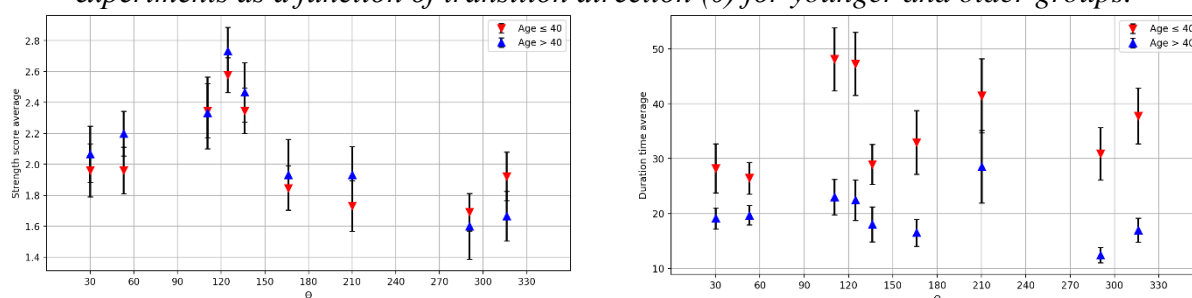 experiments as a function of transition direction (θ) for younger and older groups.
Age ≤ 40
Age > 40
Strength score average
2.8
2.6
2.4
2.2
2.0
1.8
1.6
1.4
30 60 90 120 150 180 210 240 270 300 330
Θ
Age ≤ 40
Age > 40
Duration time average
50
40
30
20
10
30 60 90 120 150 180 210 240 270 300 330
Θ